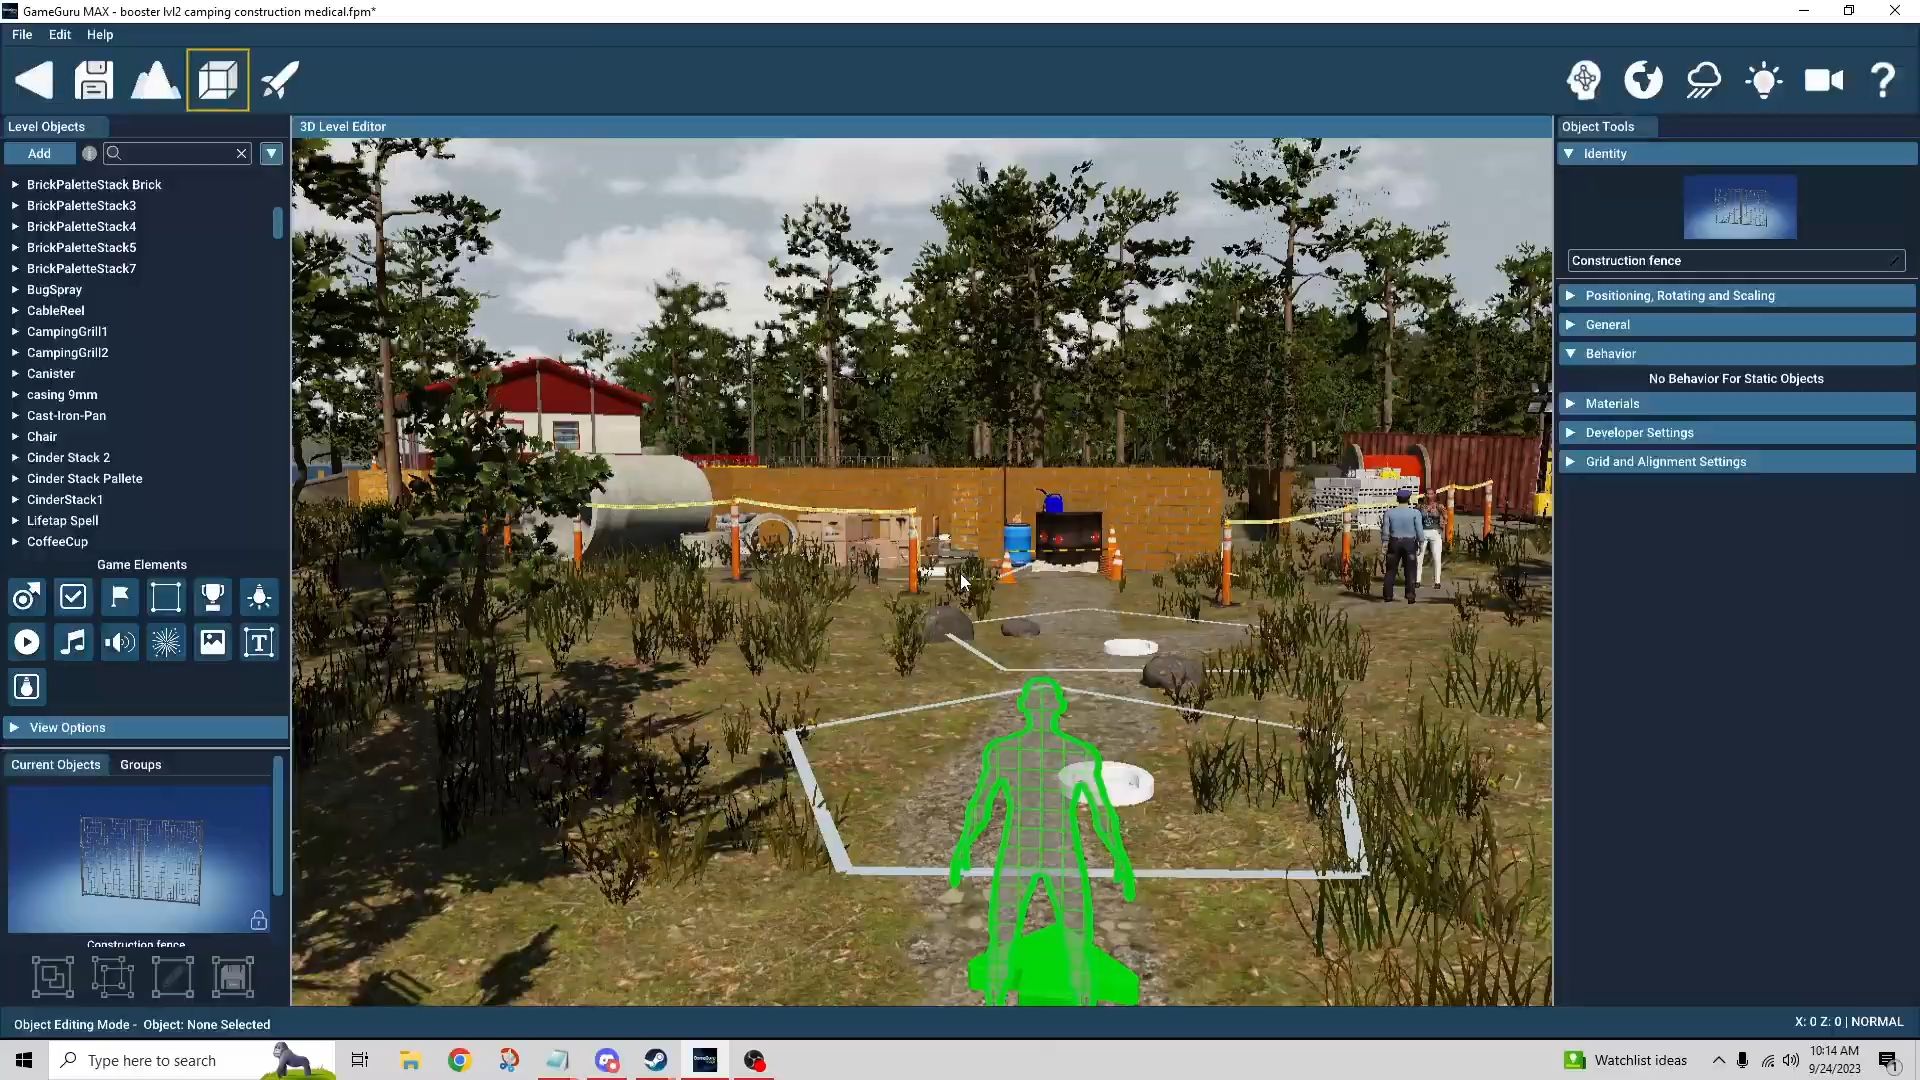 GameGuru MAX - booster lvl2 camping construction medical.fpm*
File Edit Help
Level Objects
3D Level Editor
Object Tools
Add
Identity
BrickPaletteStack Brick
BrickPaletteStack3
BrickPaletteStack4
BrickPaletteStack5
BrickPaletteStack7
BugSpray
CableReel
CampingGrill1
CampingGrill2
Canister
casing 9mm
Cast-Iron-Pan
Chair
Cinder Stack 2
Cinder Stack Pallete
CinderStack1
Lifetap Spell
CoffeeCup
Game Elements
View Options
Current Objects Groups
Construction fence
Construction fence
Positioning, Rotating and Scaling
General
Behavior
No Behavior For Static Objects
Materials
Developer Settings
Grid and Alignment Settings
Object Editing Mode - Object: None Selected
X: 0 Z: 0 | NORMAL
Type here to search
Watchlist ideas
10:14 AM
9/24/2023